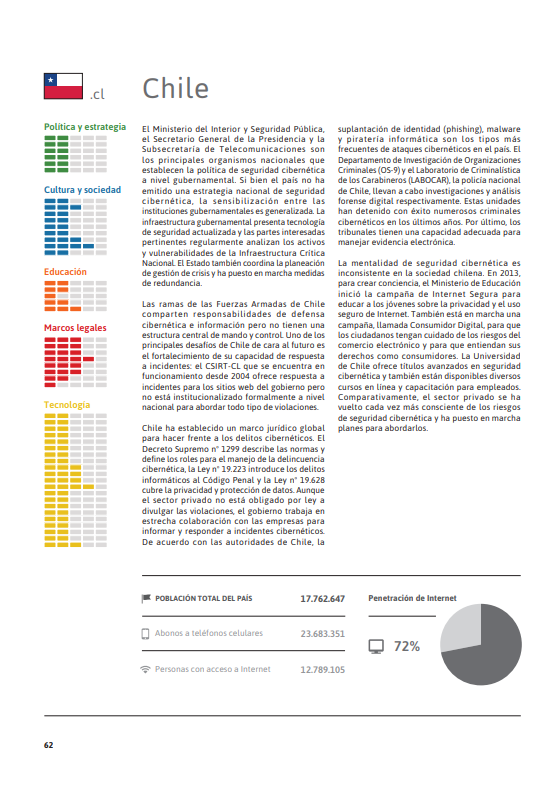 .cl
Chile
Política y estrategia
Cultura y sociedad
Educación
Marcos legales
Tecnología
El Ministerio del Interior y Seguridad Pública,
el Secretario General de la Presidencia y la
Subsecretaría de Telecomunicaciones son
los principales organismos nacionales que
establecen la política de seguridad cibernética
a nivel gubernamental. Si bien el país no ha
emitido una estrategia nacional de seguridad
cibernética, la sensibilización entre las
instituciones gubernamentales es generalizada. La
infraestructura gubernamental presenta tecnología
de seguridad actualizada y las partes interesadas
pertinentes regularmente analizan los activos
y vulnerabilidades de la Infraestructura Crítica
Nacional. El Estado también coordina la planeación
de gestión de crisis y ha puesto en marcha medidas
de redundancia.
Las ramas de las Fuerzas Armadas de Chile
comparten responsabilidades de defensa
cibernética e información pero no tienen una
estructura central de mando y control. Uno de los
principales desafíos de Chile de cara al futuro es
el fortalecimiento de su capacidad de respuesta
a incidentes: el CSIRT-CL que se encuentra en
funcionamiento desde 2004 ofrece respuesta a
incidentes para los sitios web del gobierno pero
no está institucionalizado formalmente a nivel
nacional para abordar todo tipo de violaciones.
Chile ha establecido un marco jurídico global
para hacer frente a los delitos cibernéticos. El
Decreto Supremo n° 1299 describe las normas y
define los roles para el manejo de la delincuencia
cibernética, la Ley n° 19.223 introduce los delitos
informáticos al Código Penal y la Ley n° 19.628
cubre la privacidad y protección de datos. Aunque
el sector privado no está obligado por ley a
divulgar las violaciones, el gobierno trabaja en
estrecha colaboración con las empresas para
informar y responder a incidentes cibernéticos.
De acuerdo con las autoridades de Chile, la
suplantación de identidad (phishing), malware
y piratería informática son los tipos más
frecuentes de ataques cibernéticos en el país. El
Departamento de Investigación de Organizaciones
Criminales (OS-9) y el Laboratorio de Criminalística
de los Carabineros (LABOCAR), la policía nacional
de Chile, llevan a cabo investigaciones y análisis
forense digital respectivamente. Estas unidades
han detenido con éxito numerosos criminales
cibernéticos en los últimos años. Por último, los
tribunales tienen una capacidad adecuada para
manejar evidencia electrónica.
La mentalidad de seguridad cibernética es
inconsistente en la sociedad chilena. En 2013,
para crear conciencia, el Ministerio de Educación
inició la campaña de Internet Segura para
educar a los jóvenes sobre la privacidad y el uso
seguro de Internet. También está en marcha una
campaña, llamada Consumidor Digital, para que
los ciudadanos tengan cuidado de los riesgos del
comercio electrónico y para que entiendan sus
derechos como consumidores. La Universidad
de Chile ofrece títulos avanzados en seguridad
cibernética y también están disponibles diversos
cursos en línea y capacitación para empleados.
Comparativamente, el sector privado se ha
vuelto cada vez más consciente de los riesgos
de seguridad cibernética y ha puesto en marcha
planes para abordarlos.
POBLACIÓN TOTAL DEL PAÍS 17.762.647
Abonos a teléfonos celulares 23.683.351
Personas con acceso a Internet 12.789.105
Penetración de Internet
72%
62